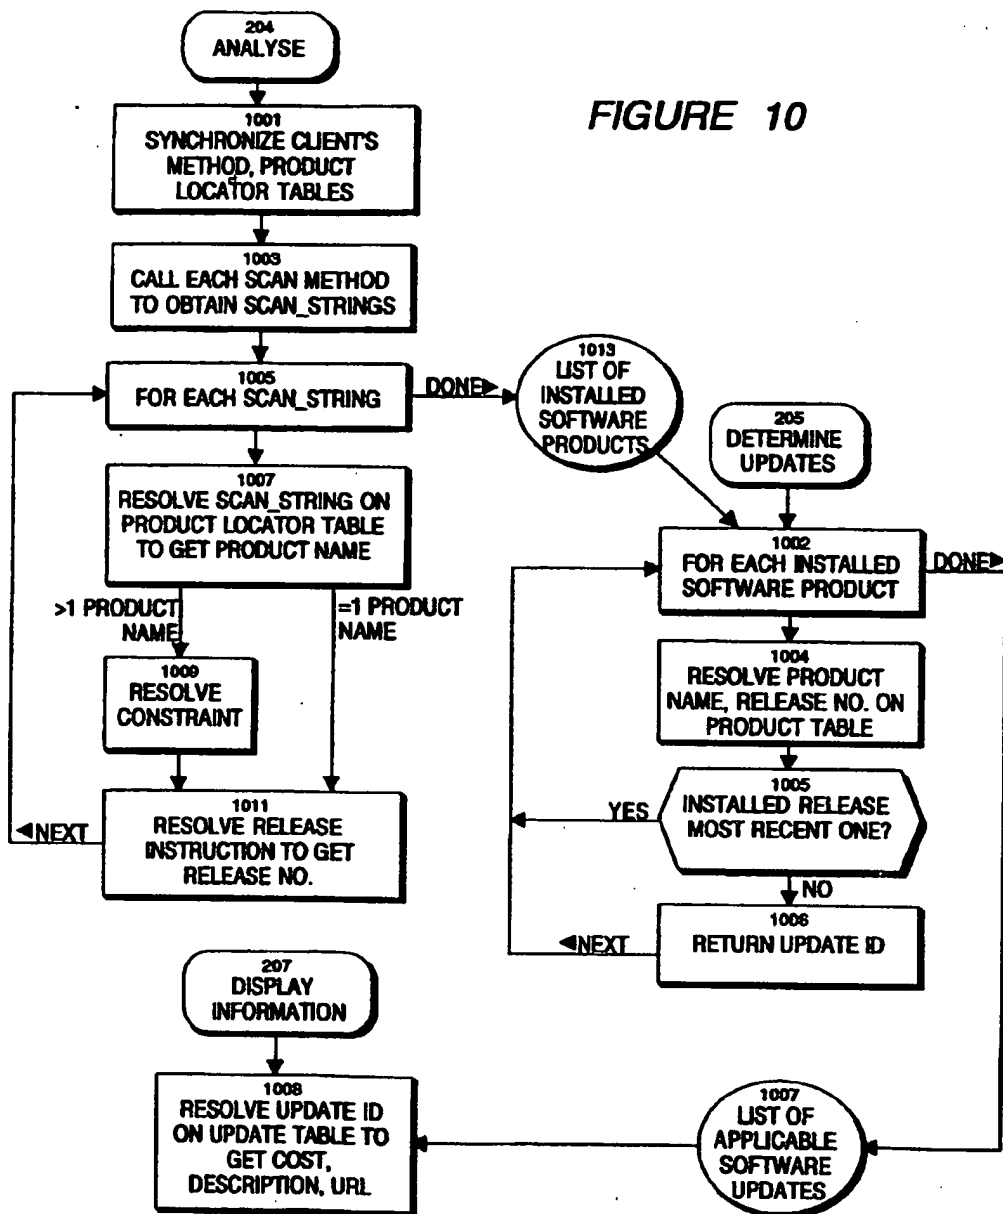 FIGURE 10
204
ANALYSE
1001
SYNCHRONIZE CLIENT'S
METHOD, PRODUCT
LOCATOR TABLES
1003
CALL EACH SCAN METHOD
TO OBTAIN SCAN_STRINGS
1005
FOR EACH SCAN_STRING
DONE
1007
RESOLVE SCAN_STRING ON
PRODUCT LOCATOR TABLE
TO GET PRODUCT NAME
>1 PRODUCT
NAME
=1 PRODUCT
NAME
1009
RESOLVE
CONSTRAINT
1011
RESOLVE RELEASE
INSTRUCTION TO GET
RELEASE NO.
NEXT
1013
LIST OF
INSTALLED
SOFTWARE
PRODUCTS
205
DETERMINE
UPDATES
1002
FOR EACH INSTALLED
SOFTWARE PRODUCT
DONE
1004
RESOLVE PRODUCT
NAME, RELEASE NO. ON
PRODUCT TABLE
1005
INSTALLED RELEASE
MOST RECENT ONE?
YES
NO
1006
RETURN UPDATE ID
NEXT
207
DISPLAY
INFORMATION
1008
RESOLVE UPDATE ID
ON UPDATE TABLE TO
GET COST,
DESCRIPTION, URL
1007
LIST OF
APPLICABLE
SOFTWARE
UPDATES